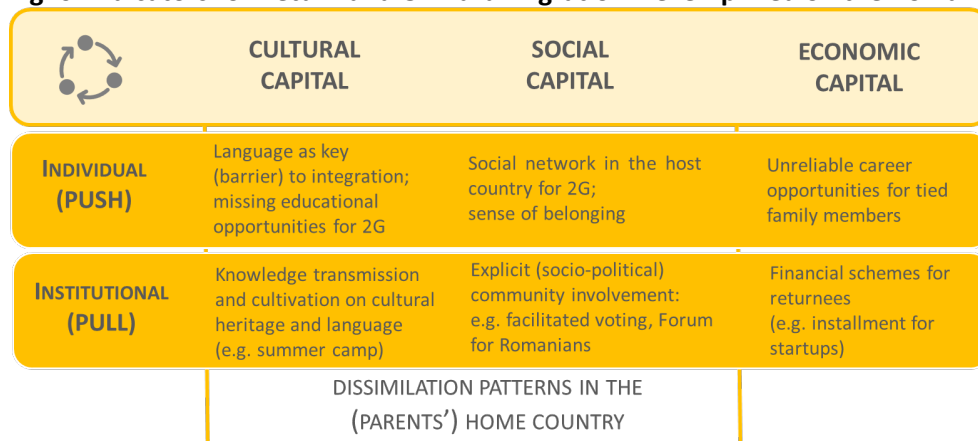 CULTURAL
CAPITAL
SOCIAL
CAPITAL
ECONOMIC
CAPITAL
INDIVIDUAL
(PUSH)
Language as key
(barrier) to integration;
missing educational
opportunities for 2G
Social network in the host
country for 2G;
sense of belonging
Unreliable career
opportunities for tied
family members
INSTITUTIONAL
(PULL)
Knowledge transmission
and cultivation on cultural
heritage and language
(e.g. summer camp)
Explicit (socio-political)
community involvement:
e.g. facilitated voting, Forum
for Romanians
Financial schemes for
returnees
(e.g. installment for
startups)
DISSIMILATION PATTERNS IN THE
(PARENTS’) HOME COUNTRY